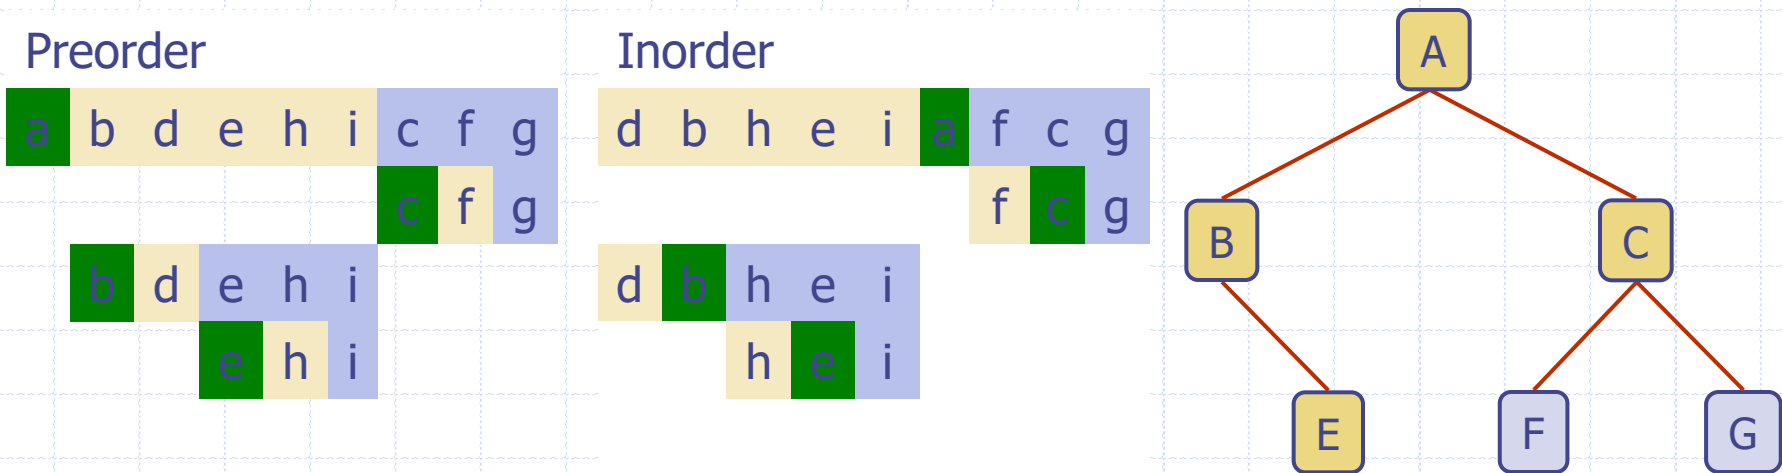 Preorder
a b d e h i c f g
c f g
b d e h i
e h i
Inorder
d b h e i a f c g
f c g
d b h e i
h e i
A
B C
E F G